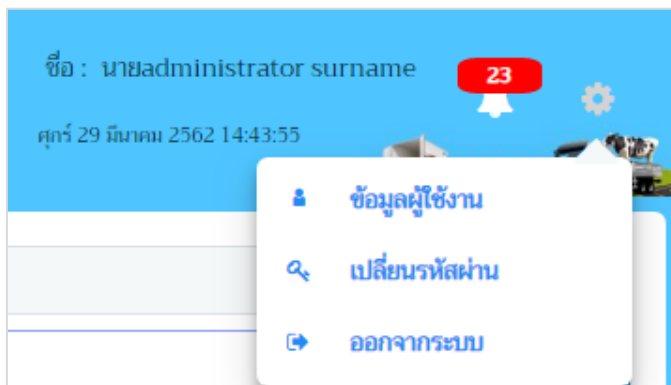 ชื่อ : นายadministrator surname
23
ศุกร์ 29 มีนาคม 2562 14:43:55
ข้อมูลผู้ใช้งาน
เปลี่ยนรหัสผ่าน
ออกจากระบบ